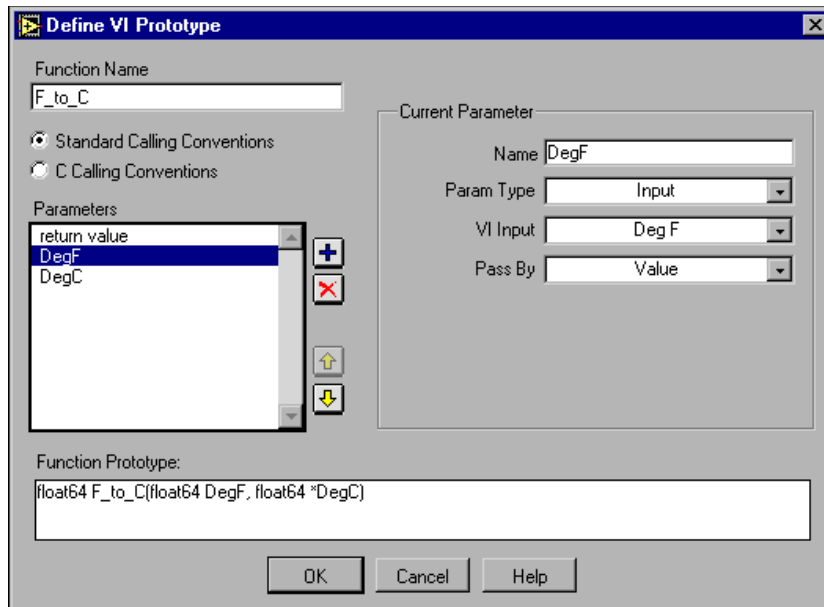 Define VI Prototype
Function Name
F_to_C
Standard Calling Conventions
C Calling Conventions
Parameters
return value
DegF
DegC
Current Parameter
Name DegF
Param Type Input
VI Input Deg F
Pass By Value
Function Prototype:
float64 F_to_C(float64 DegF, float64 *DegC)
OK Cancel Help